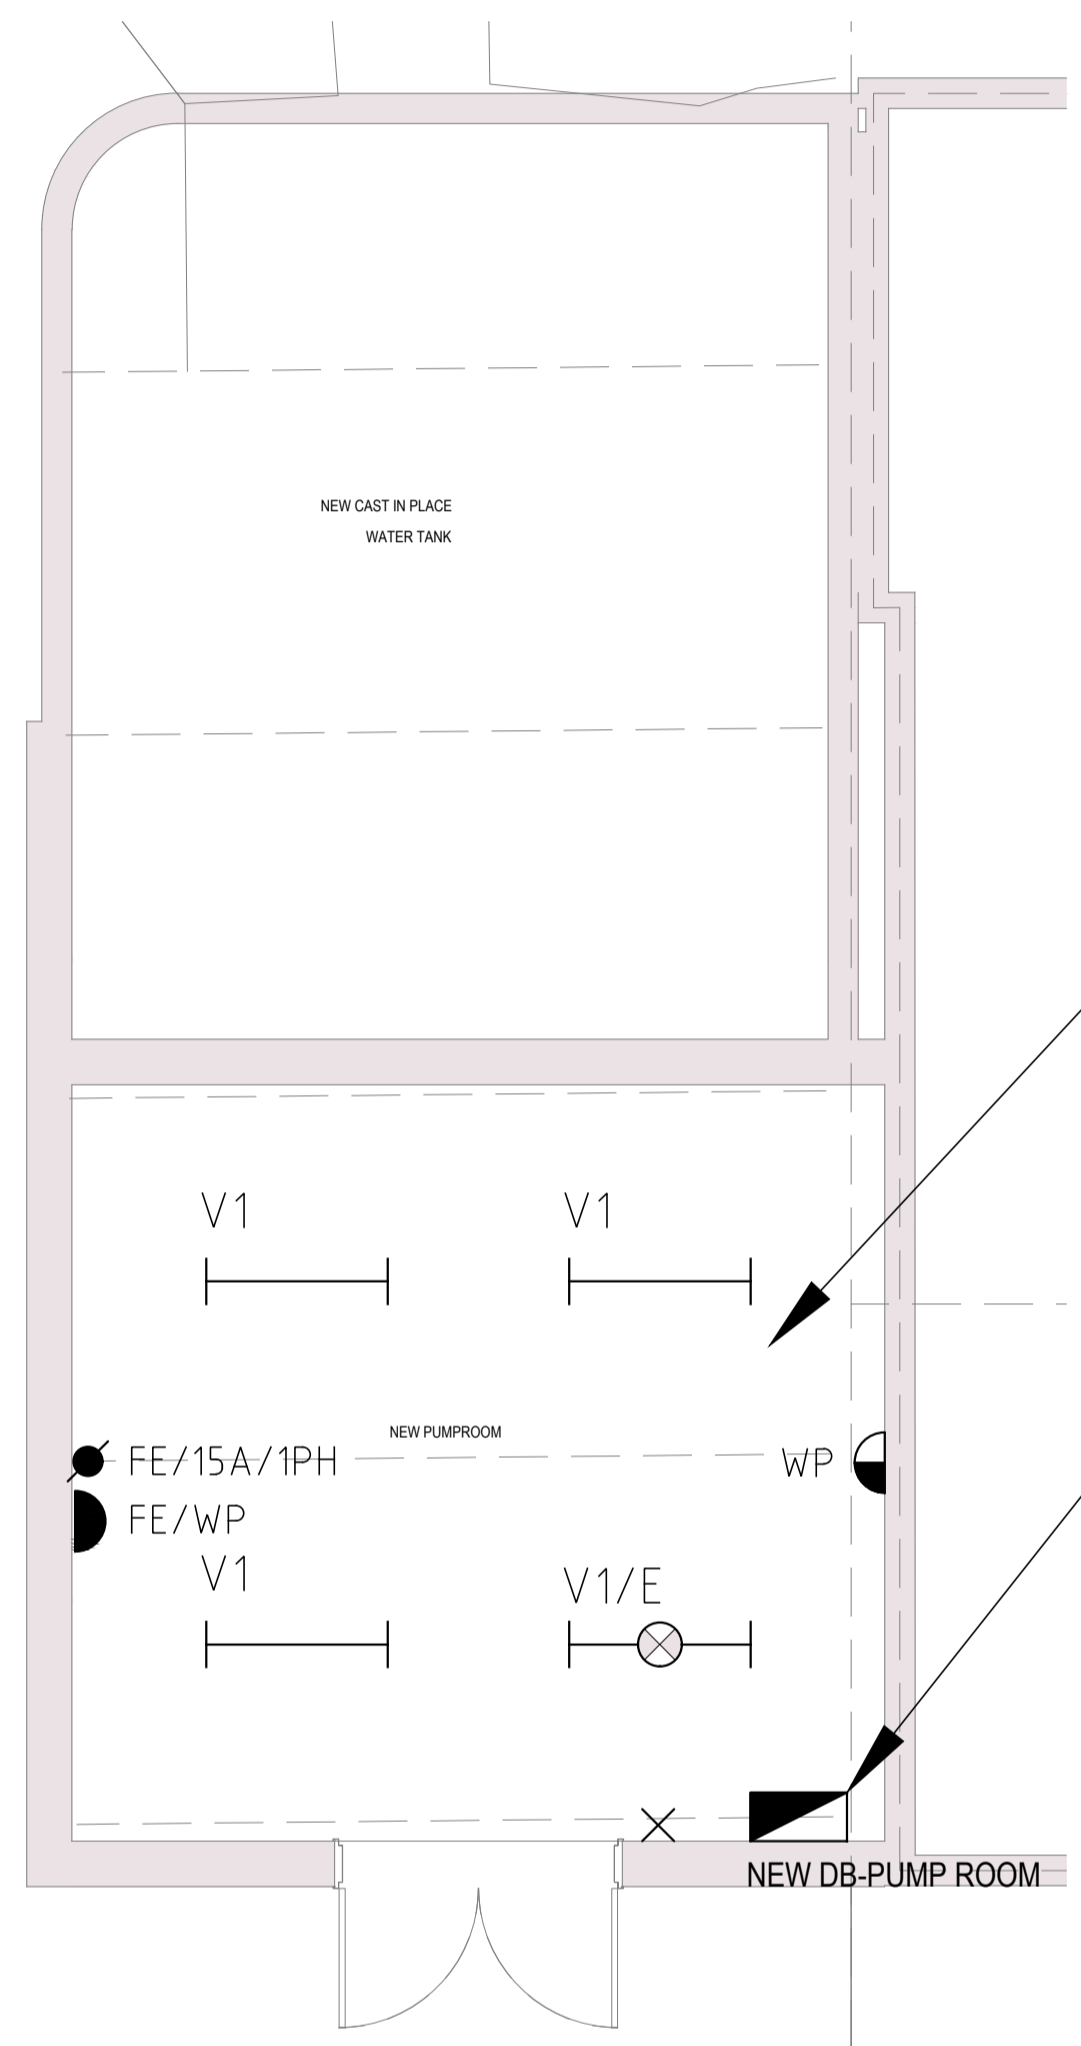 NEW CAST IN PLACE
WATER TANK
V1
V1
NEW PUMPROOM
FE/15A/1PH
WP
FE/WP
V1
V1/E
NEW DB-PUMP ROOM